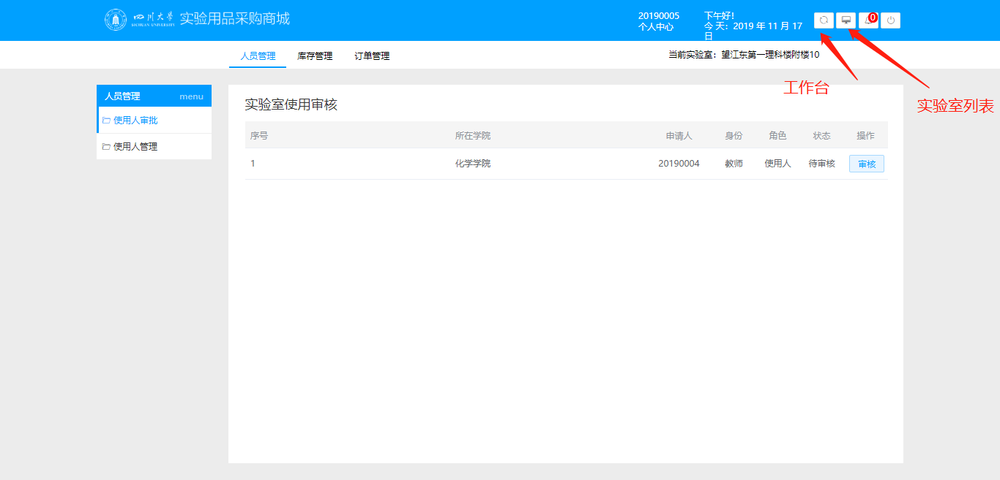 四川大学
SICHUAN UNIVERSITY
实验用品采购商城
20190005
个人中心
下午好!
今 天: 2019 年 11 月 17
日
0
人员管理
库存管理
订单管理
当前实验室: 望江东第一理科楼附楼10
工作台
实验室列表
人员管理 menu
使用人审批
使用人管理
实验室使用审核
序号 所在学院 申请人 身份 角色 状态 操作
1 化学学院 20190004 教师 使用人 待审核 审核